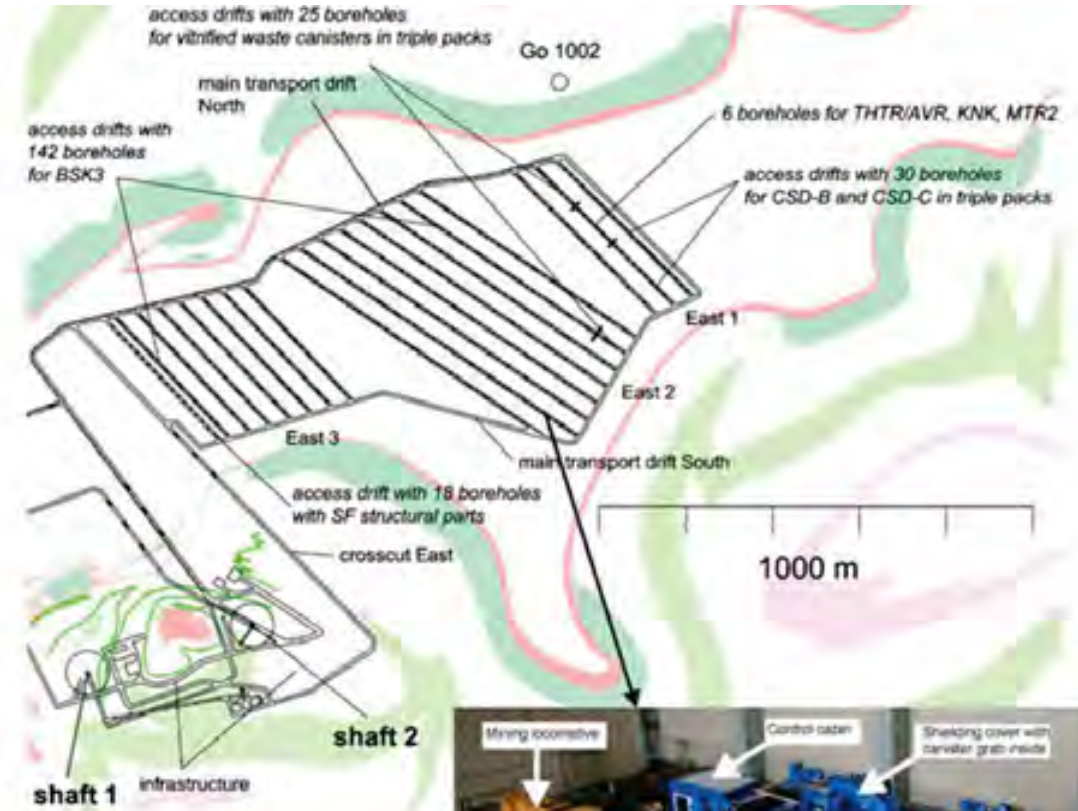 access drifts with 25 boreholes
for vitrified waste canisters in triple packs
Go 1002
main transport drift
North
access drifts with
142 boreholes
for BSK3
6 boreholes for THTR/AVR, KNK, MTR2
access drifts with 30 boreholes
for CSD-B and CSD-C in triple packs
East 1
East 2
East 3
main transport drift South
access drift with 18 boreholes
with SF structural parts
crosscut East
1000 m
shaft 2
shaft 1
infrastructure
Mining locomotive
Control cabin
Shielding cover with
canister grab inside